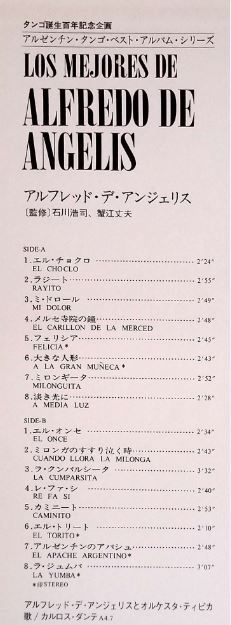 タンゴ誕生百年記念企画
アルゼンチン・タンゴ・ベスト・アルバム・シリーズ
LOS MEJORES DE
ALFREDO DE
ANGELIS
アルフレッド・デ・アンジェリス
[監修] 石川浩司、蟹江丈夫
SIDE-A
1.エル・チョクロ 2'24"
EL CHOCLO
2.ラジート 2'55"
RAYITO
3.ミ・ドロール 2'49"
MI DOLOR
4.メルセ寺院の鐘 2'48"
EL CARILLON DE LA MERCED
5.フェリシア 2'45"
FELICIA*
6.大きな人形 2'43"
A LA GRAN MUÑECA*
7.ミロンギータ 2'52"
MILONGUITA
8.淡き光に 2'28"
A MEDIA LUZ
SIDE-B
1.エル・オンセ 2'34"
EL ONCE
2.ミロンガのすすり泣く時 2'43"
CUANDO LLORA LA MILONGA
3.ラ・クンパルシータ 3'32"
LA CUMPARSITA
4.レ・ファ・シ 2'40"
RE FA SI
5.カミニート 2'53"
CAMINITO
6.エル・トリート 2'10"
EL TORITO*
7.アルゼンチンのアパシュ 2'48"
EL APACHE ARGENTINO*
8.ラ・ジュムバ 3'07"
LA YUMBA*
*印STEREO
アルフレッド・デ・アンジェリスとオルケスタ・ティピカ
歌 / カルロス・ダンテ A4.7